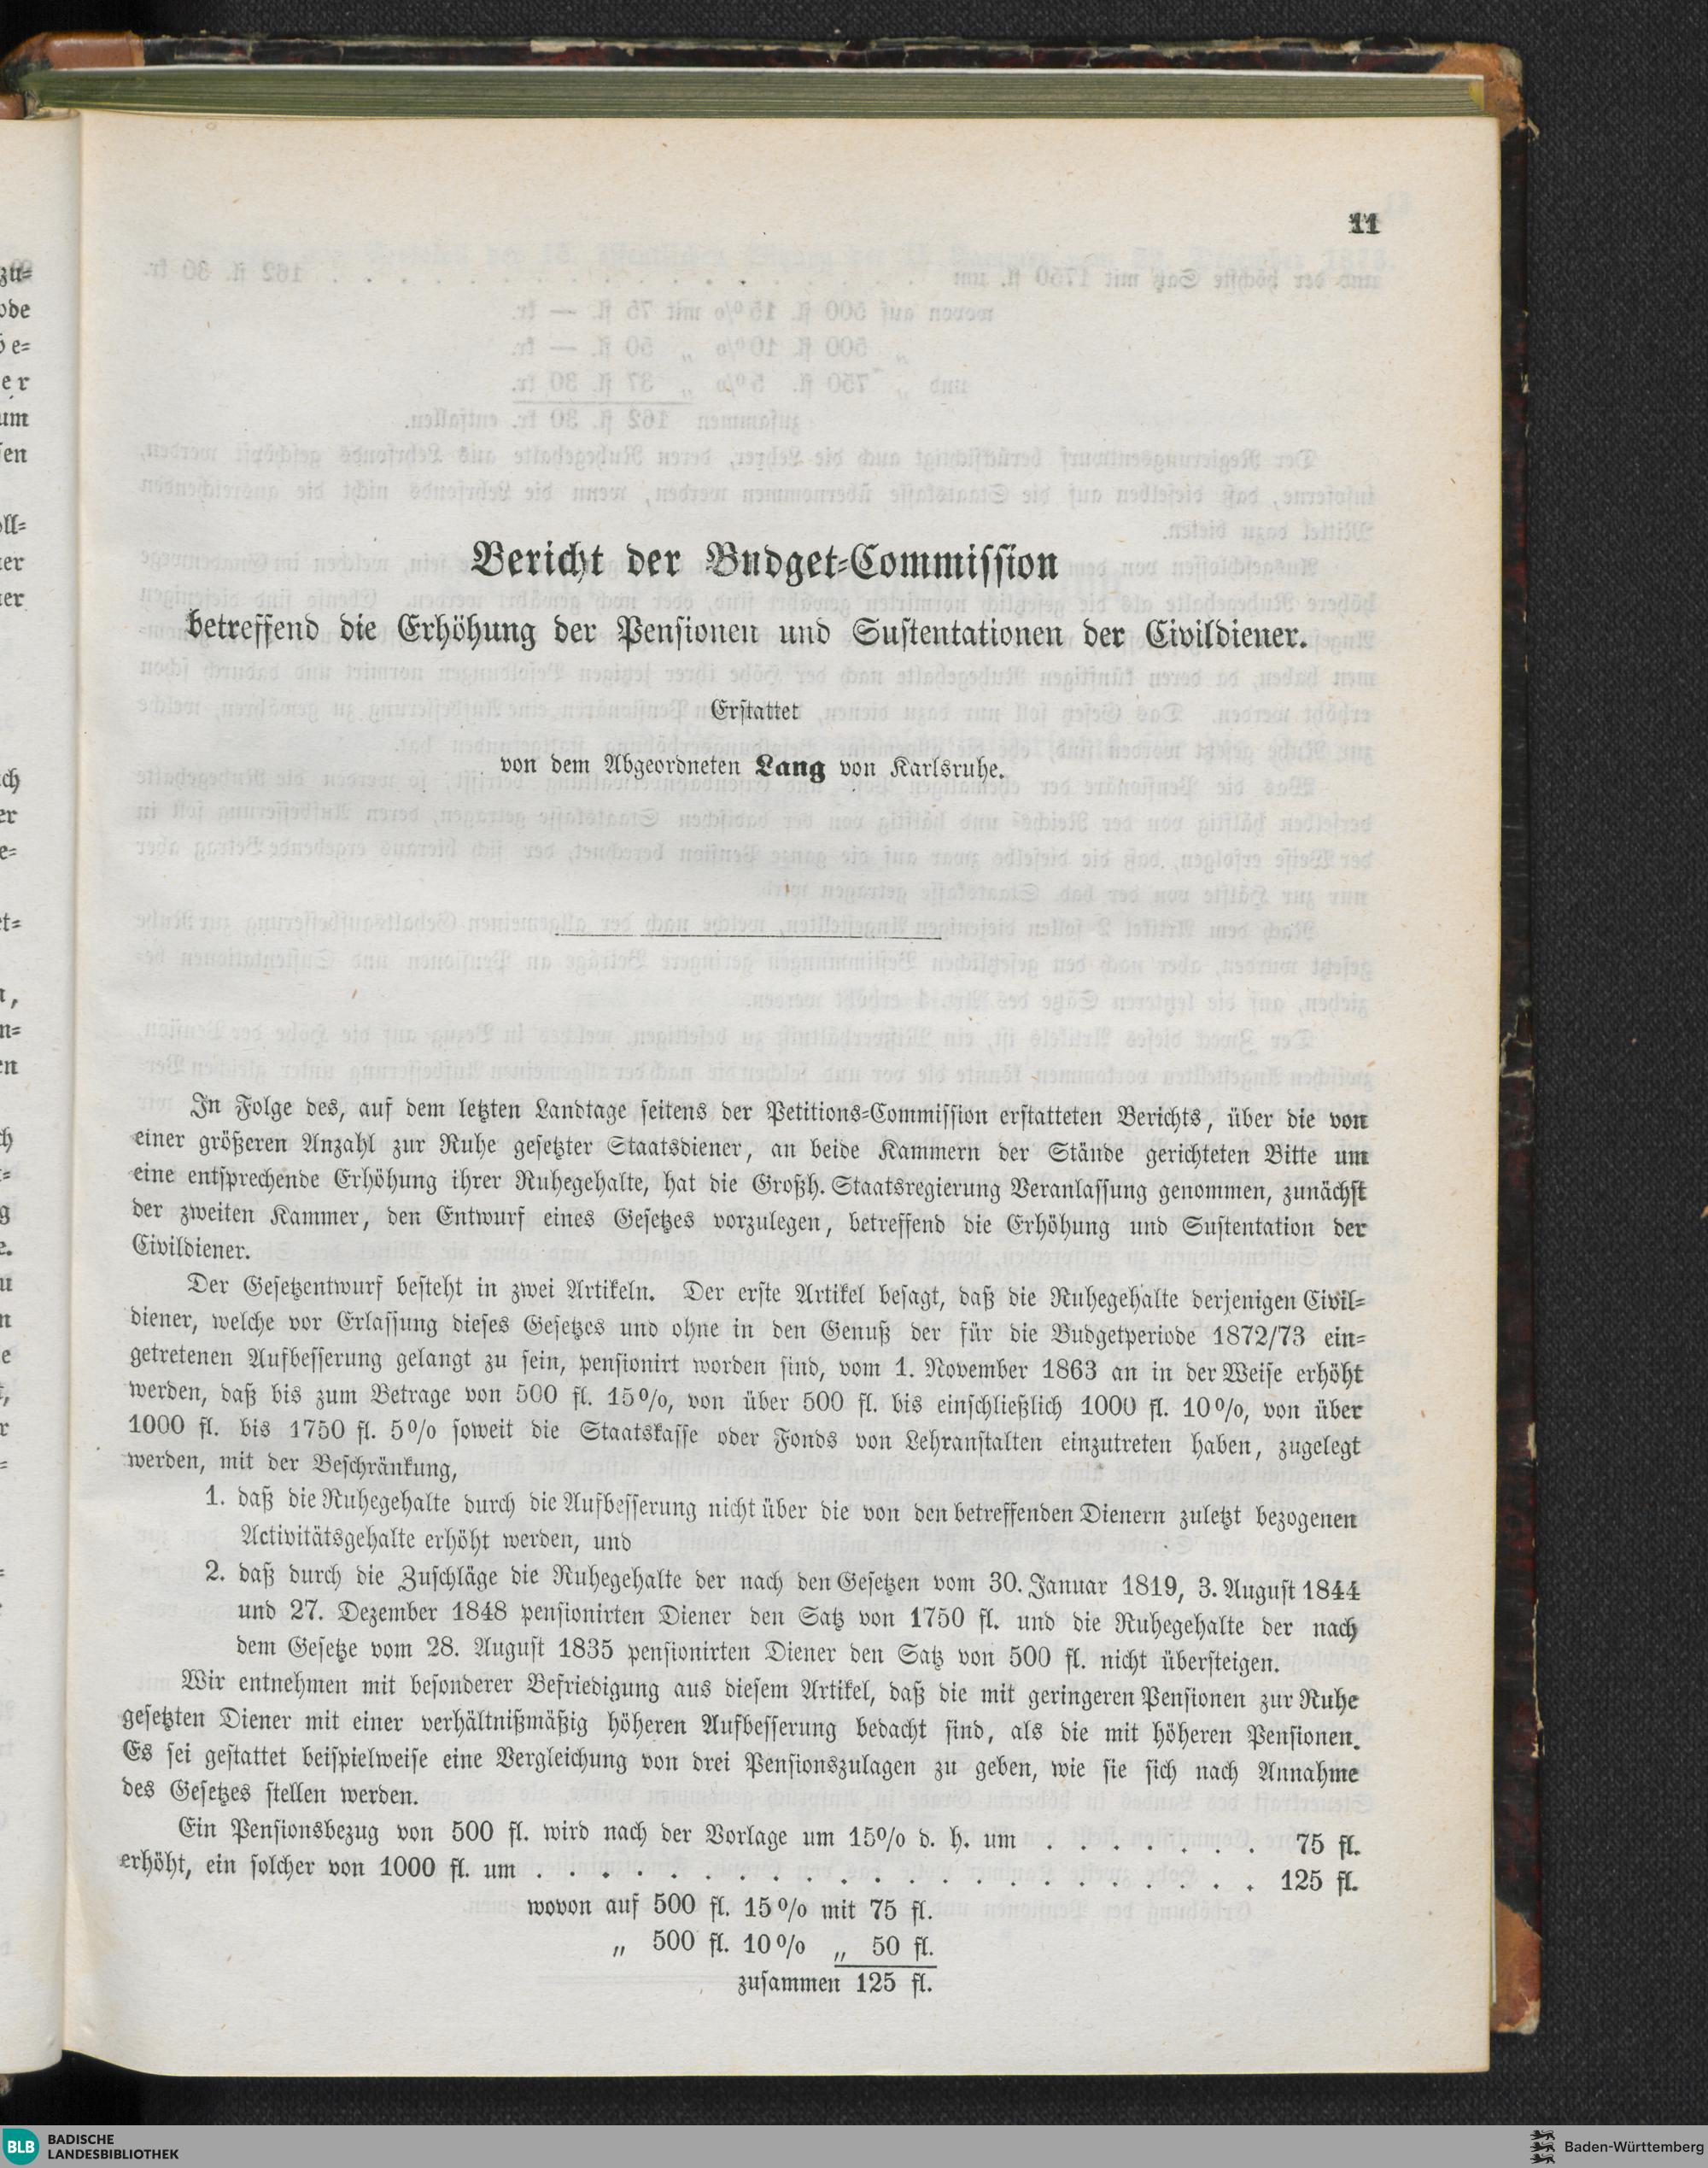 11
Bericht der Budget-Commission
betreffend die Erhöhung der Pensionen und Sustentationen der Civildiener.
Erstattet
von dem Abgeordneten Lang von Karlsruhe.
In Folge des, auf dem letzten Landtage seitens der Petitions-Commission erstatteten Berichts, über die von
einer größeren Anzahl zur Ruhe gesetzter Staatsdiener, an beide Kammern der Stände gerichteten Bitte um
eine entsprechende Erhöhung ihrer Ruhegehalte, hat die Großh. Staatsregierung Veranlassung genommen, zunächst
der zweiten Kammer, den Entwurf eines Gesetzes vorzulegen, betreffend die Erhöhung und Sustentation der
Civildiener.
Der Gesetzentwurf besteht in zwei Artikeln. Der erste Artikel besagt, daß die Ruhegehalte derjenigen Civil-
diener, welche vor Erlassung dieses Gesetzes und ohne in den Genuß der für die Budgetperiode 1872/73 ein-
getretenen Aufbesserung gelangt zu sein, pensionirt worden sind, vom 1. November 1863 an in der Weise erhöht
werden, daß bis zum Betrage von 500 fl. 15%, von über 500 fl. bis einschließlich 1000 fl. 10%, von über
1000 fl. bis 1750 fl. 5% soweit die Staatskasse oder Fonds von Lehranstalten einzutreten haben, zugelegt
werden, mit der Beschränkung,
1. daß die Ruhegehalte durch die Aufbesserung nicht über die von den betreffenden Dienern zuletzt bezogenen
Activitätsgehalte erhöht werden, und
2. daß durch die Zuschläge die Ruhegehalte der nach den Gesetzen vom 30. Januar 1819, 3. August 1844
und 27. Dezember 1848 pensionirten Diener den Satz von 1750 fl. und die Ruhegehalte der nach
dem Gesetze vom 28. August 1835 pensionirten Diener den Satz von 500 fl. nicht übersteigen.
Wir entnehmen mit besonderer Befriedigung aus diesem Artikel, daß die mit geringeren Pensionen zur Ruhe
gesetzten Diener mit einer verhältnißmäßig höheren Aufbesserung bedacht sind, als die mit höheren Pensionen.
Es sei gestattet beispielweise eine Vergleichung von drei Pensionszulagen zu geben, wie sie sich nach Annahme
des Gesetzes stellen werden.
Ein Pensionsbezug von 500 fl. wird nach der Vorlage um 15% d. h. um . . . . . . . 75 fl.
erhöht, ein solcher von 1000 fl. um . . . . . . . . . . . . . . . . . . . . . . 125 fl.
wovon auf 500 fl. 15% mit 75 fl.
„ 500 fl. 10% „ 50 fl.
zusammen 125 fl.
BLB BADISCHE
LANDESBIBLIOTHEK
Baden-Württemberg